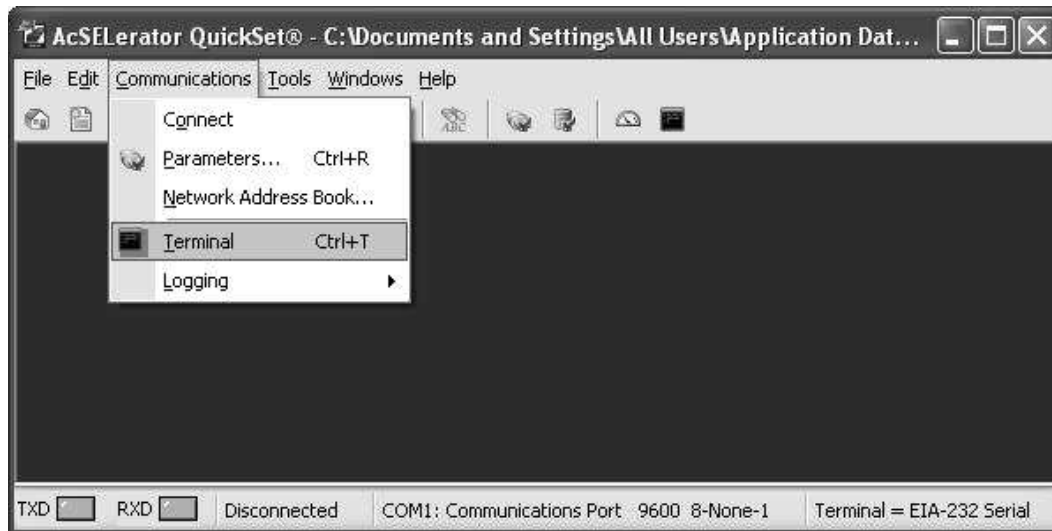 AcSELerator QuickSet® - C:\Documents and Settings\All Users\Application Dat...
File Edit Communications Tools Windows Help
Connect
Parameters... Ctrl+R
Network Address Book...
Terminal Ctrl+T
Logging
TXD RXD Disconnected COM1: Communications Port 9600 8-None-1 Terminal = EIA-232 Serial